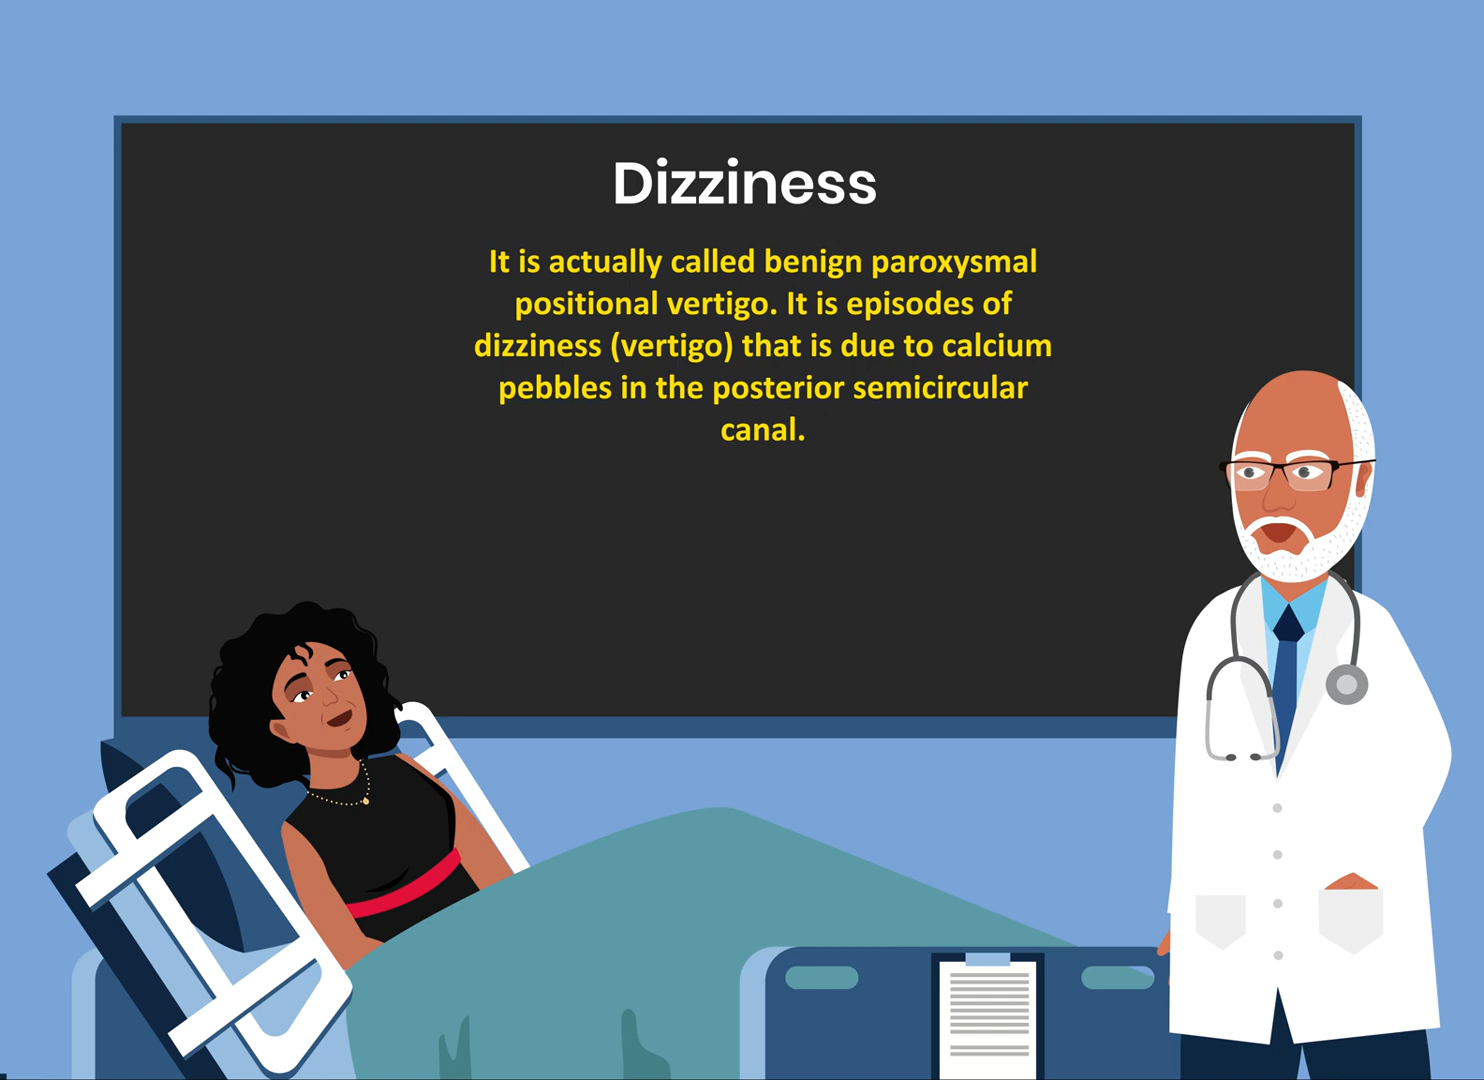 Dizziness
It is actually called benign paroxysmal
positional vertigo. It is episodes of
dizziness (vertigo) that is due to calcium
pebbles in the posterior semicircular
canal.